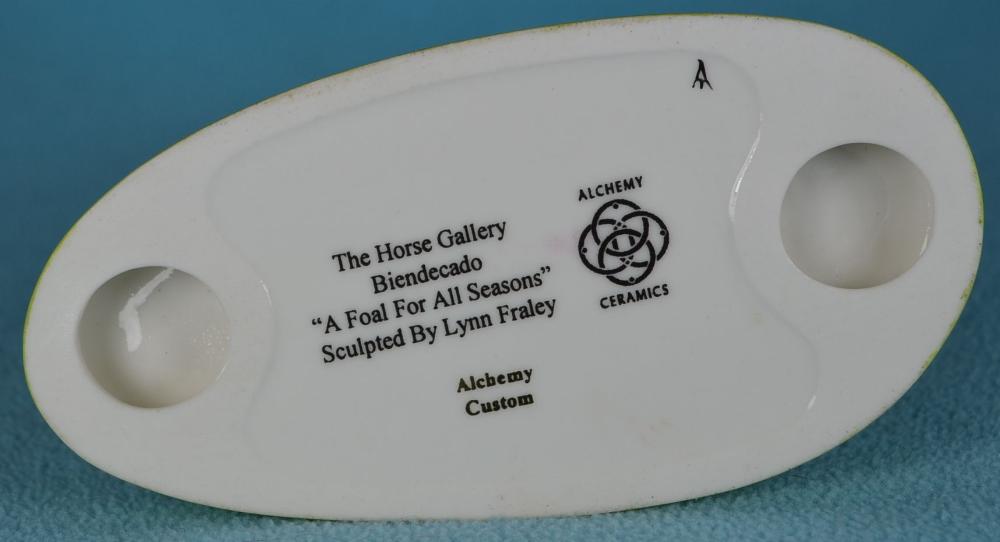 A
ALCHEMY
CERAMICS
The Horse Gallery
Biendecado
“A Foal For All Seasons”
Sculpted By Lynn Fraley
Alchemy
Custom